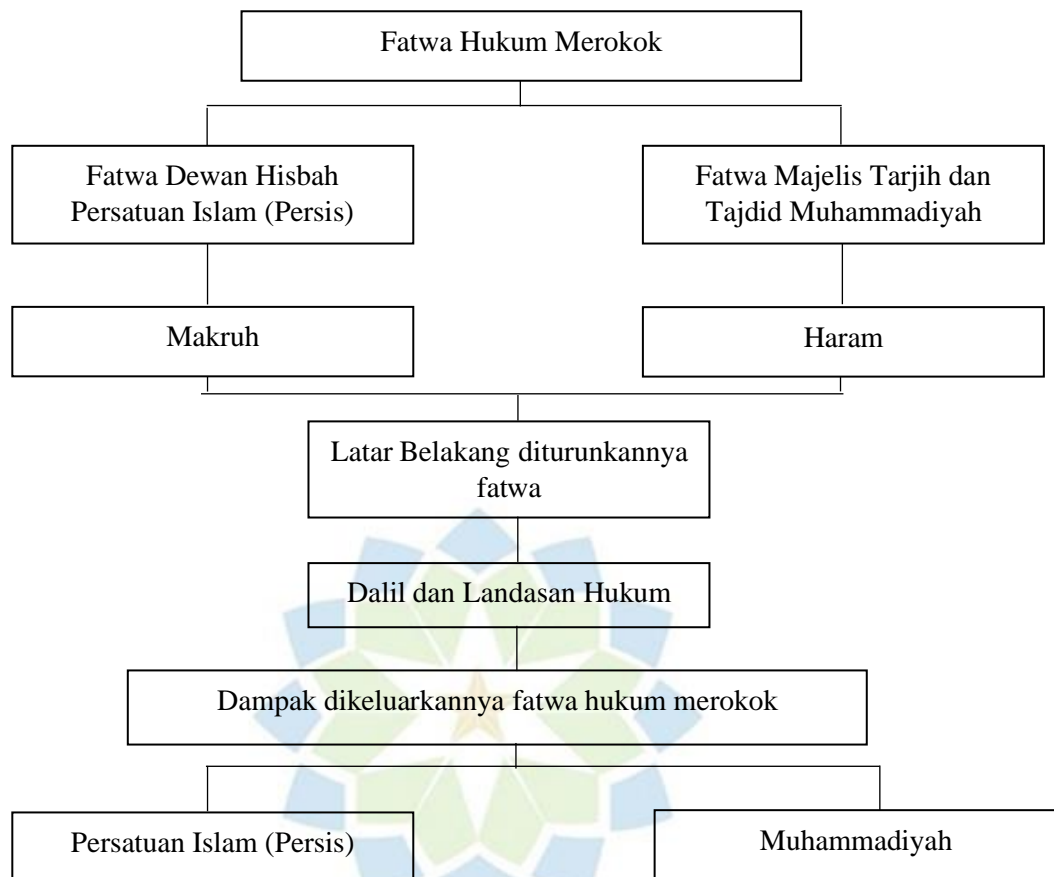 Fatwa Hukum Merokok
Fatwa Dewan Hisbah
Persatuan Islam (Persis)
Fatwa Majelis Tarjih dan
Tajdid Muhammadiyah
Makruh
Haram
Latar Belakang diturunkannya
fatwa
Dalil dan Landasan Hukum
Dampak dikeluarkannya fatwa hukum merokok
Persatuan Islam (Persis)
Muhammadiyah